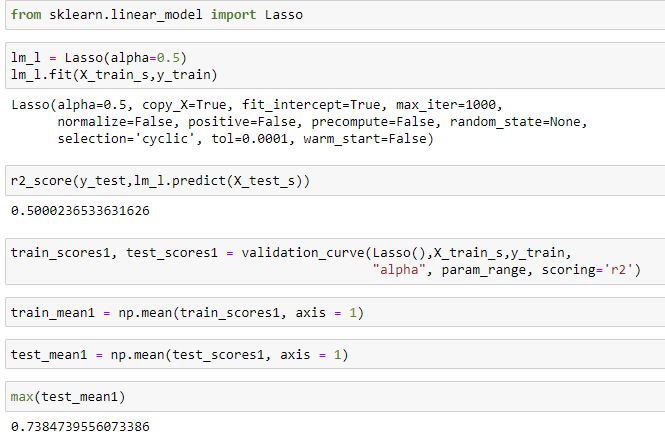 from sklearn.linear_model import Lasso
lm_l = Lasso(alpha=0.5)
lm_l.fit(X_train_s,y_train)
Lasso(alpha=0.5, copy_X=True, fit_intercept=True, max_iter=1000,
      normalize=False, positive=False, precompute=False, random_state=None,
      selection='cyclic', tol=0.0001, warm_start=False)
r2_score(y_test,lm_l.predict(X_test_s))
0.5000236533631626
train_scores1, test_scores1 = validation_curve(Lasso(),X_train_s,y_train,
                                               "alpha", param_range, scoring='r2')
train_mean1 = np.mean(train_scores1, axis = 1)
test_mean1 = np.mean(test_scores1, axis = 1)
max(test_mean1)
0.7384739556073386